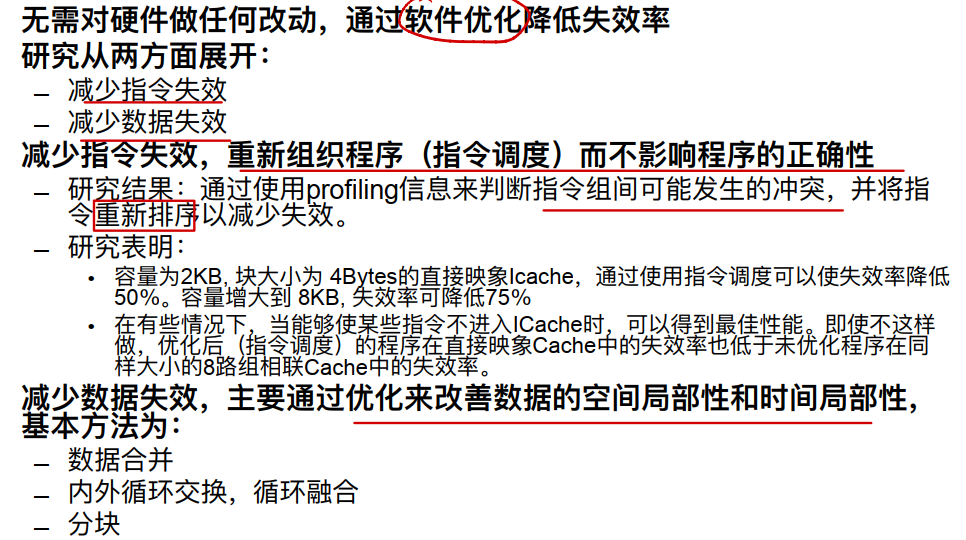 无需对硬件做任何改动，通过软件优化降低失效率
研究从两方面展开：
– 减少指令失效
– 减少数据失效
减少指令失效，重新组织程序（指令调度）而不影响程序的正确性
– 研究结果：通过使用profiling信息来判断指令组间可能发生的冲突，并将指
令重新排序以减少失效。
– 研究表明：
• 容量为2KB, 块大小为 4Bytes的直接映象Icache，通过使用指令调度可以使失效率降低
50%。容量增大到 8KB, 失效率可降低75%
• 在有些情况下，当能够使某些指令不进入ICache时，可以得到最佳性能。即使不这样
做，优化后（指令调度）的程序在直接映象Cache中的失效率也低于未优化程序在同
样大小的8路组相联Cache中的失效率。
减少数据失效，主要通过优化来改善数据的空间局部性和时间局部性，
基本方法为：
– 数据合并
– 内外循环交换，循环融合
– 分块